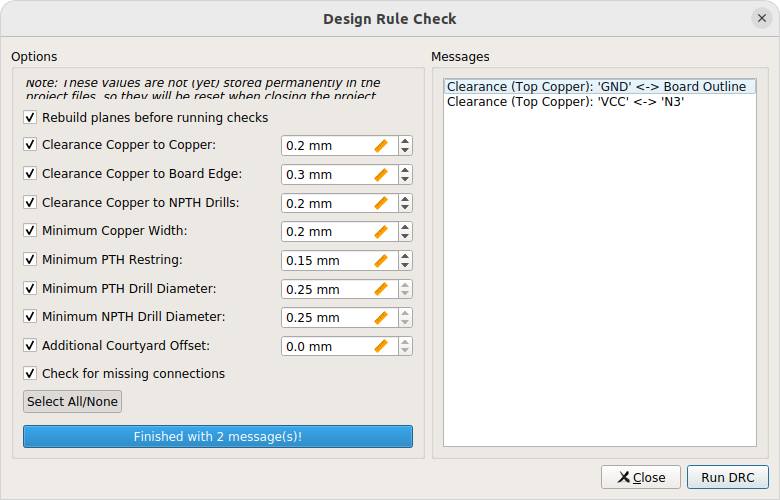 Design Rule Check
Options
Note: These values are not (yet) stored permanently in the
project files, so they will be reset when closing the project.
Rebuild planes before running checks
Clearance Copper to Copper: 0.2 mm
Clearance Copper to Board Edge: 0.3 mm
Clearance Copper to NPTH Drills: 0.2 mm
Minimum Copper Width: 0.2 mm
Minimum PTH Restring: 0.15 mm
Minimum PTH Drill Diameter: 0.25 mm
Minimum NPTH Drill Diameter: 0.25 mm
Additional Courtyard Offset: 0.0 mm
Check for missing connections
Select All/None
Finished with 2 message(s)!
Messages
Clearance (Top Copper): 'GND' <-> Board Outline
Clearance (Top Copper): 'VCC' <-> 'N3'
Close
Run DRC